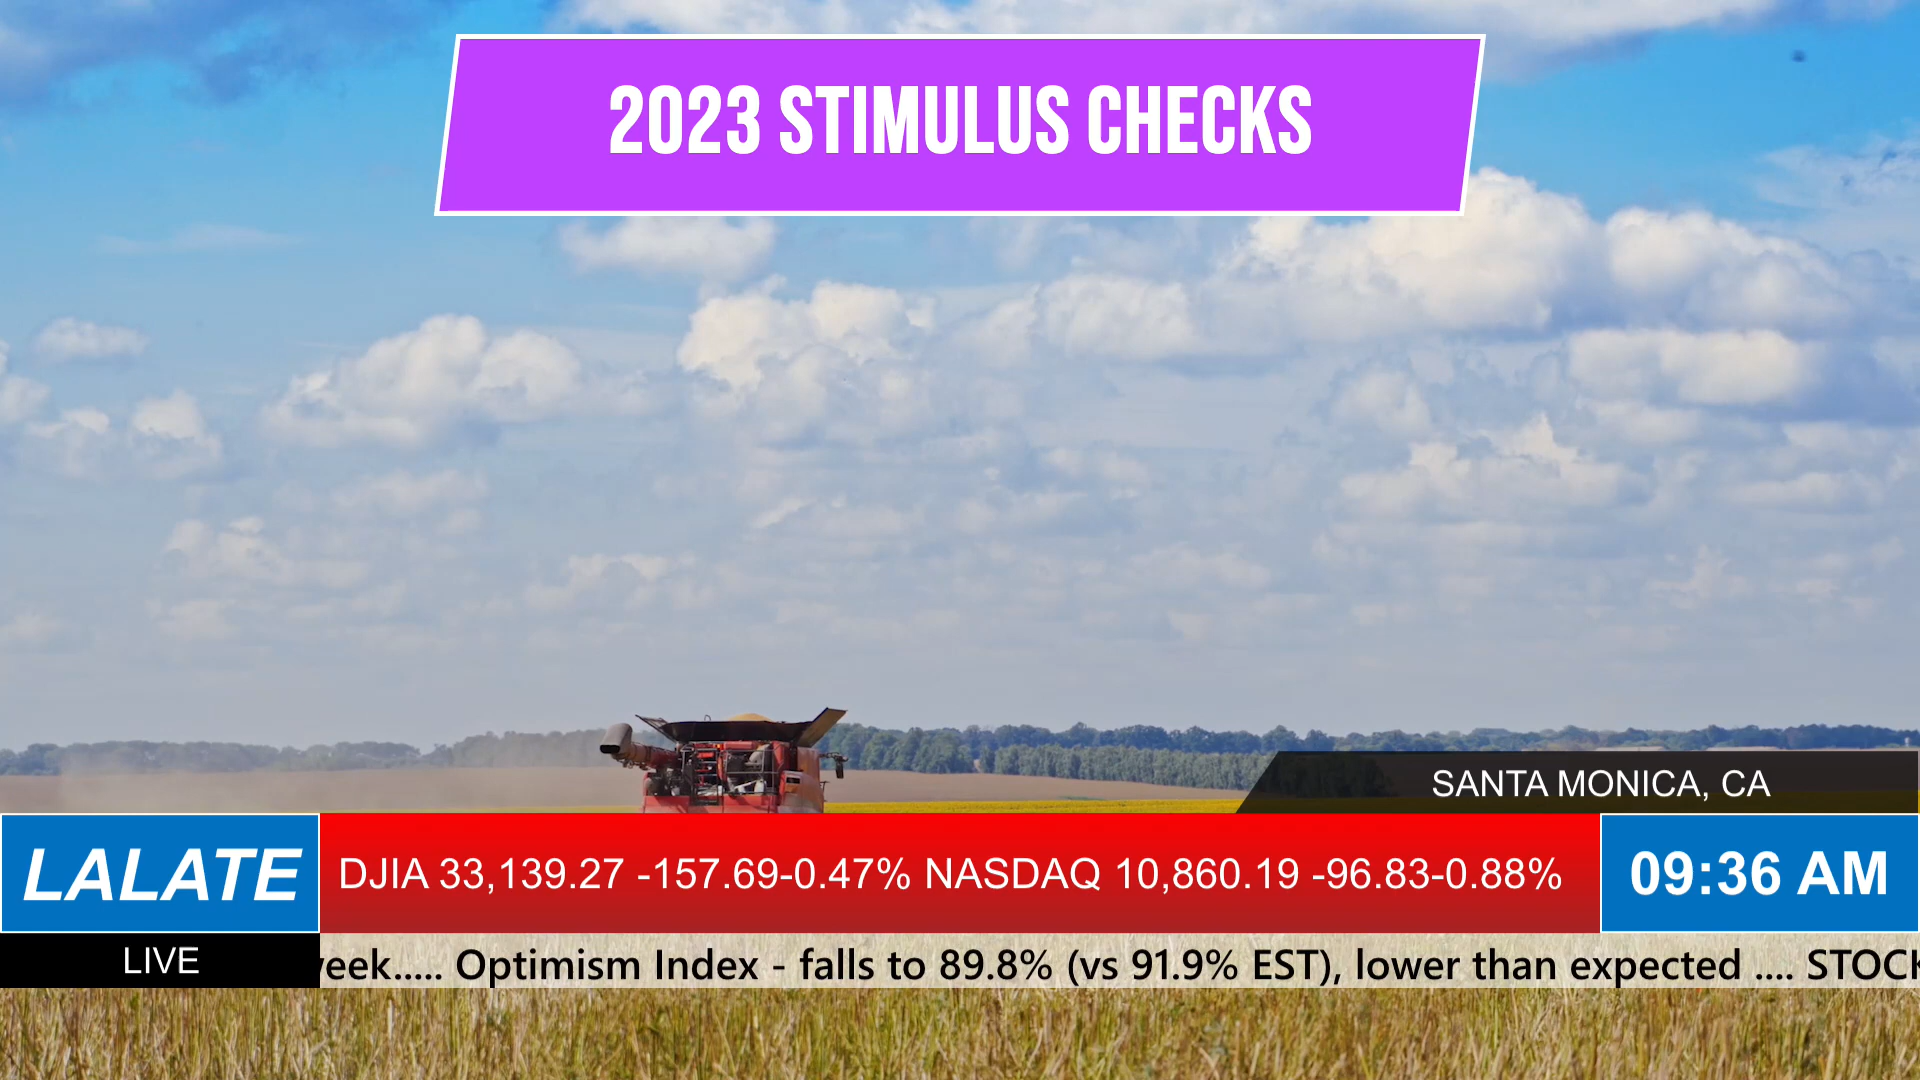 2023 STIMULUS CHECKS
SANTA MONICA, CA
LALATE
DJIA 33,139.27 -157.69-0.47% NASDAQ 10,860.19 -96.83-0.88%
09:36 AM
LIVE
eek..... Optimism Index - falls to 89.8% (vs 91.9% EST), lower than expected .... STOCK